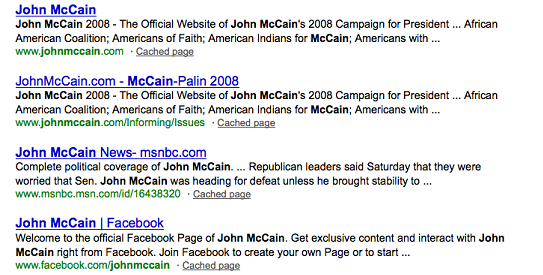 John McCain
John McCain 2008 - The Official Website of John McCain's 2008 Campaign for President ... African
American Coalition; Americans of Faith; American Indians for McCain; Americans with ...
www.johnmccain.com · Cached page
JohnMcCain.com - McCain-Palin 2008
John McCain 2008 - The Official Website of John McCain's 2008 Campaign for President ... African
American Coalition; Americans of Faith; American Indians for McCain; Americans with ...
www.johnmccain.com/Informing/Issues · Cached page
John McCain News- msnbc.com
Complete political coverage of John McCain. ... Republican leaders said Saturday that they were
worried that Sen. John McCain was heading for defeat unless he brought stability to ...
www.msnbc.msn.com/id/16438320 · Cached page
John McCain | Facebook
Welcome to the official Facebook Page of John McCain. Get exclusive content and interact with John
McCain right from Facebook. Join Facebook to create your own Page or to start ...
www.facebook.com/johnmccain · Cached page